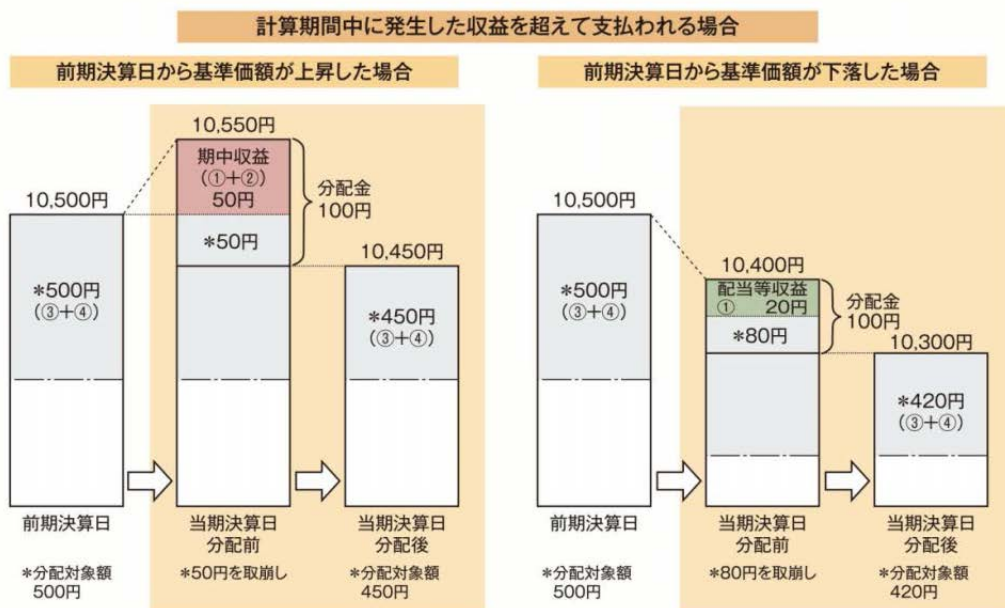 計算期間中に発生した収益を超えて支払われる場合
前期決算日から基準価額が上昇した場合
10,500円
*500円
(③+④)
前期決算日
*分配対象額
500円
10,550円
期中収益
(①+②)
50円
*50円
分配金
100円
当期決算日
分配前
*50円を取崩し
10,450円
*450円
(③+④)
当期決算日
分配後
*分配対象額
450円
前期決算日から基準価額が下落した場合
10,500円
*500円
(③+④)
前期決算日
*分配対象額
500円
10,400円
配当等収益
① 20円
*80円
分配金
100円
当期決算日
分配前
*80円を取崩し
10,300円
*420円
(③+④)
当期決算日
分配後
*分配対象額
420円